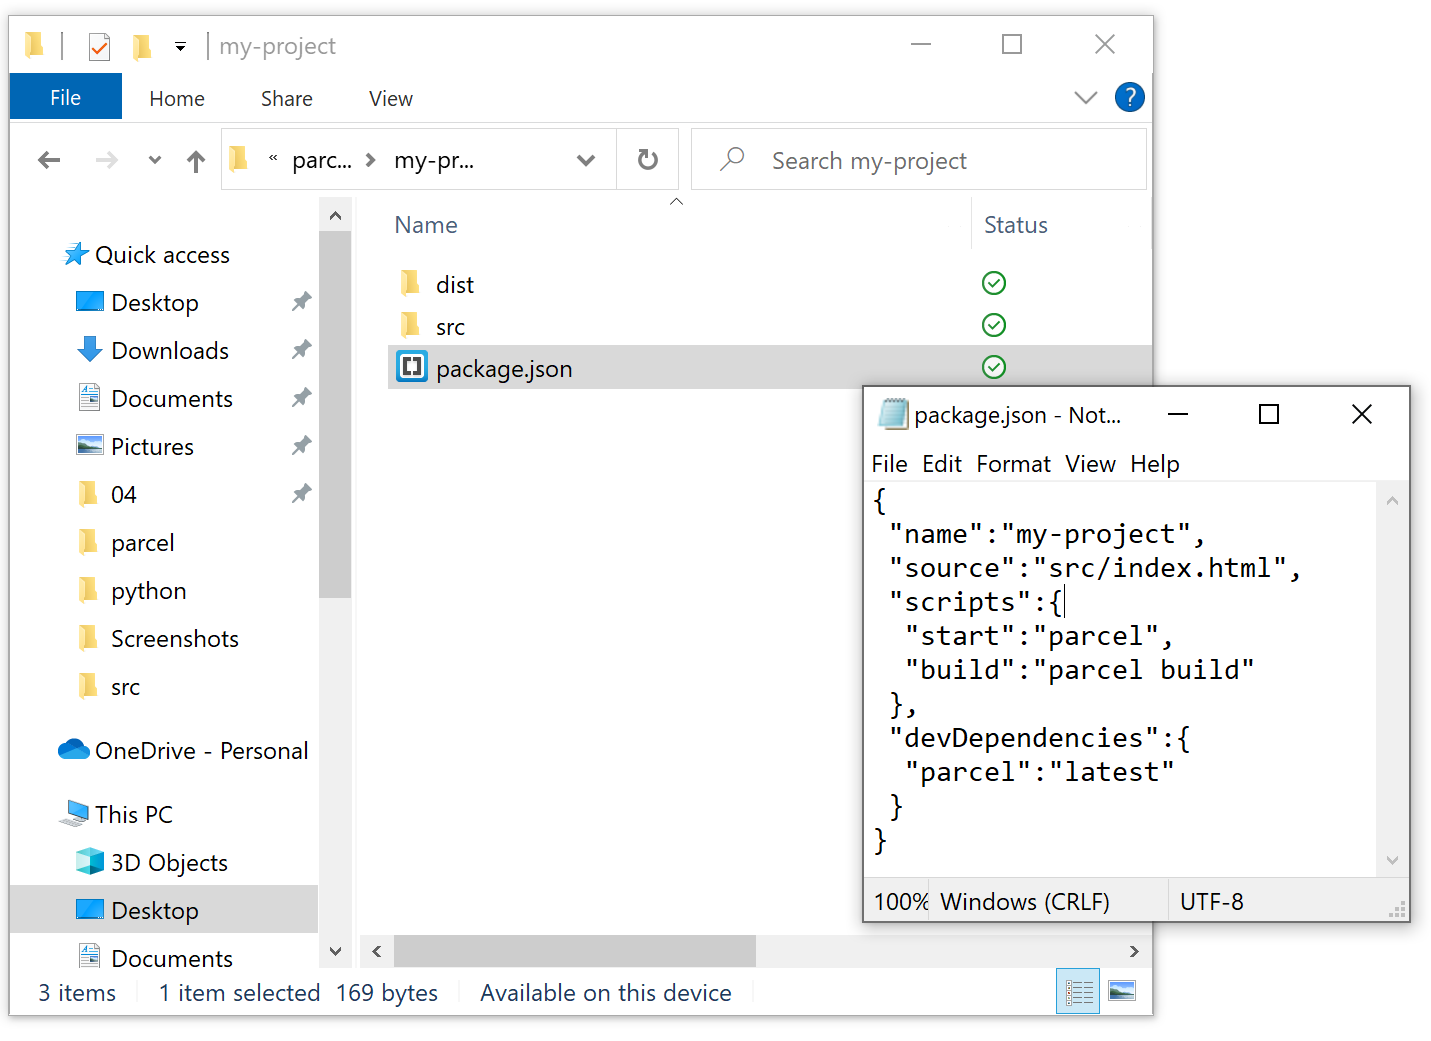 my-project
File Home Share View
?
« parc... > my-pr...
Search my-project
Name Status
Quick access
Desktop
Downloads
Documents
Pictures
04
parcel
python
Screenshots
src
OneDrive - Personal
This PC
3D Objects
Desktop
Documents
dist
src
package.json
3 items 1 item selected 169 bytes Available on this device
package.json - Not...
File Edit Format View Help
{
"name":"my-project",
"source":"src/index.html",
"scripts":{
"start":"parcel",
"build":"parcel build"
},
"devDependencies":{
"parcel":"latest"
}
}
100% Windows (CRLF) UTF-8